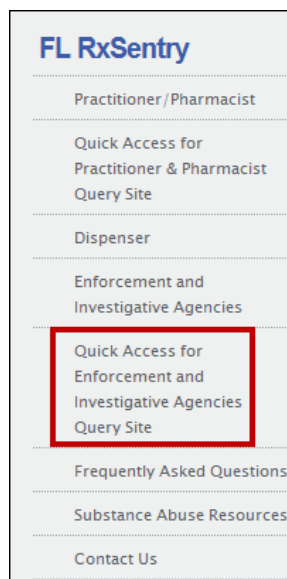 FL RxSentry
Practitioner/Pharmacist
Quick Access for
Practitioner & Pharmacist
Query Site
Dispenser
Enforcement and
Investigative Agencies
Quick Access for
Enforcement and
Investigative Agencies
Query Site
Frequently Asked Questions
Substance Abuse Resources
Contact Us